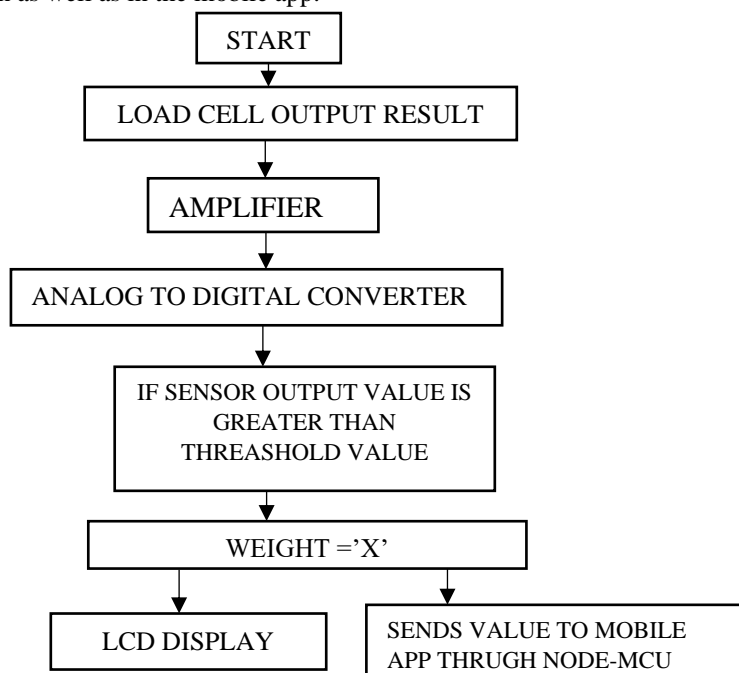 as well as in the mobile app.
START
LOAD CELL OUTPUT RESULT
AMPLIFIER
ANALOG TO DIGITAL CONVERTER
IF SENSOR OUTPUT VALUE IS
GREATER THAN
THREASHOLD VALUE
WEIGHT =’X’
LCD DISPLAY
SENDS VALUE TO MOBILE
APP THRUGH NODE-MCU